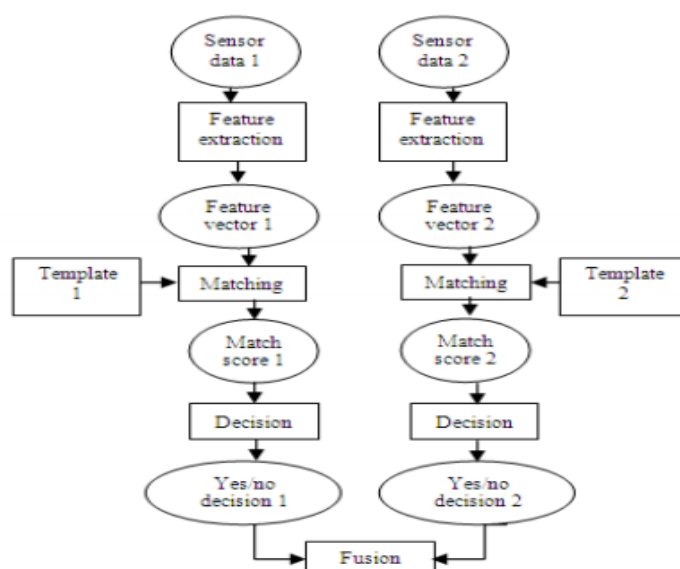 Sensor
data 1
Sensor
data 2
Feature
extraction
Feature
extraction
Feature
vector 1
Feature
vector 2
Template
1
Matching
Matching
Template
2
Match
score 1
Match
score 2
Decision
Decision
Yes/no
decision 1
Yes/no
decision 2
Fusion